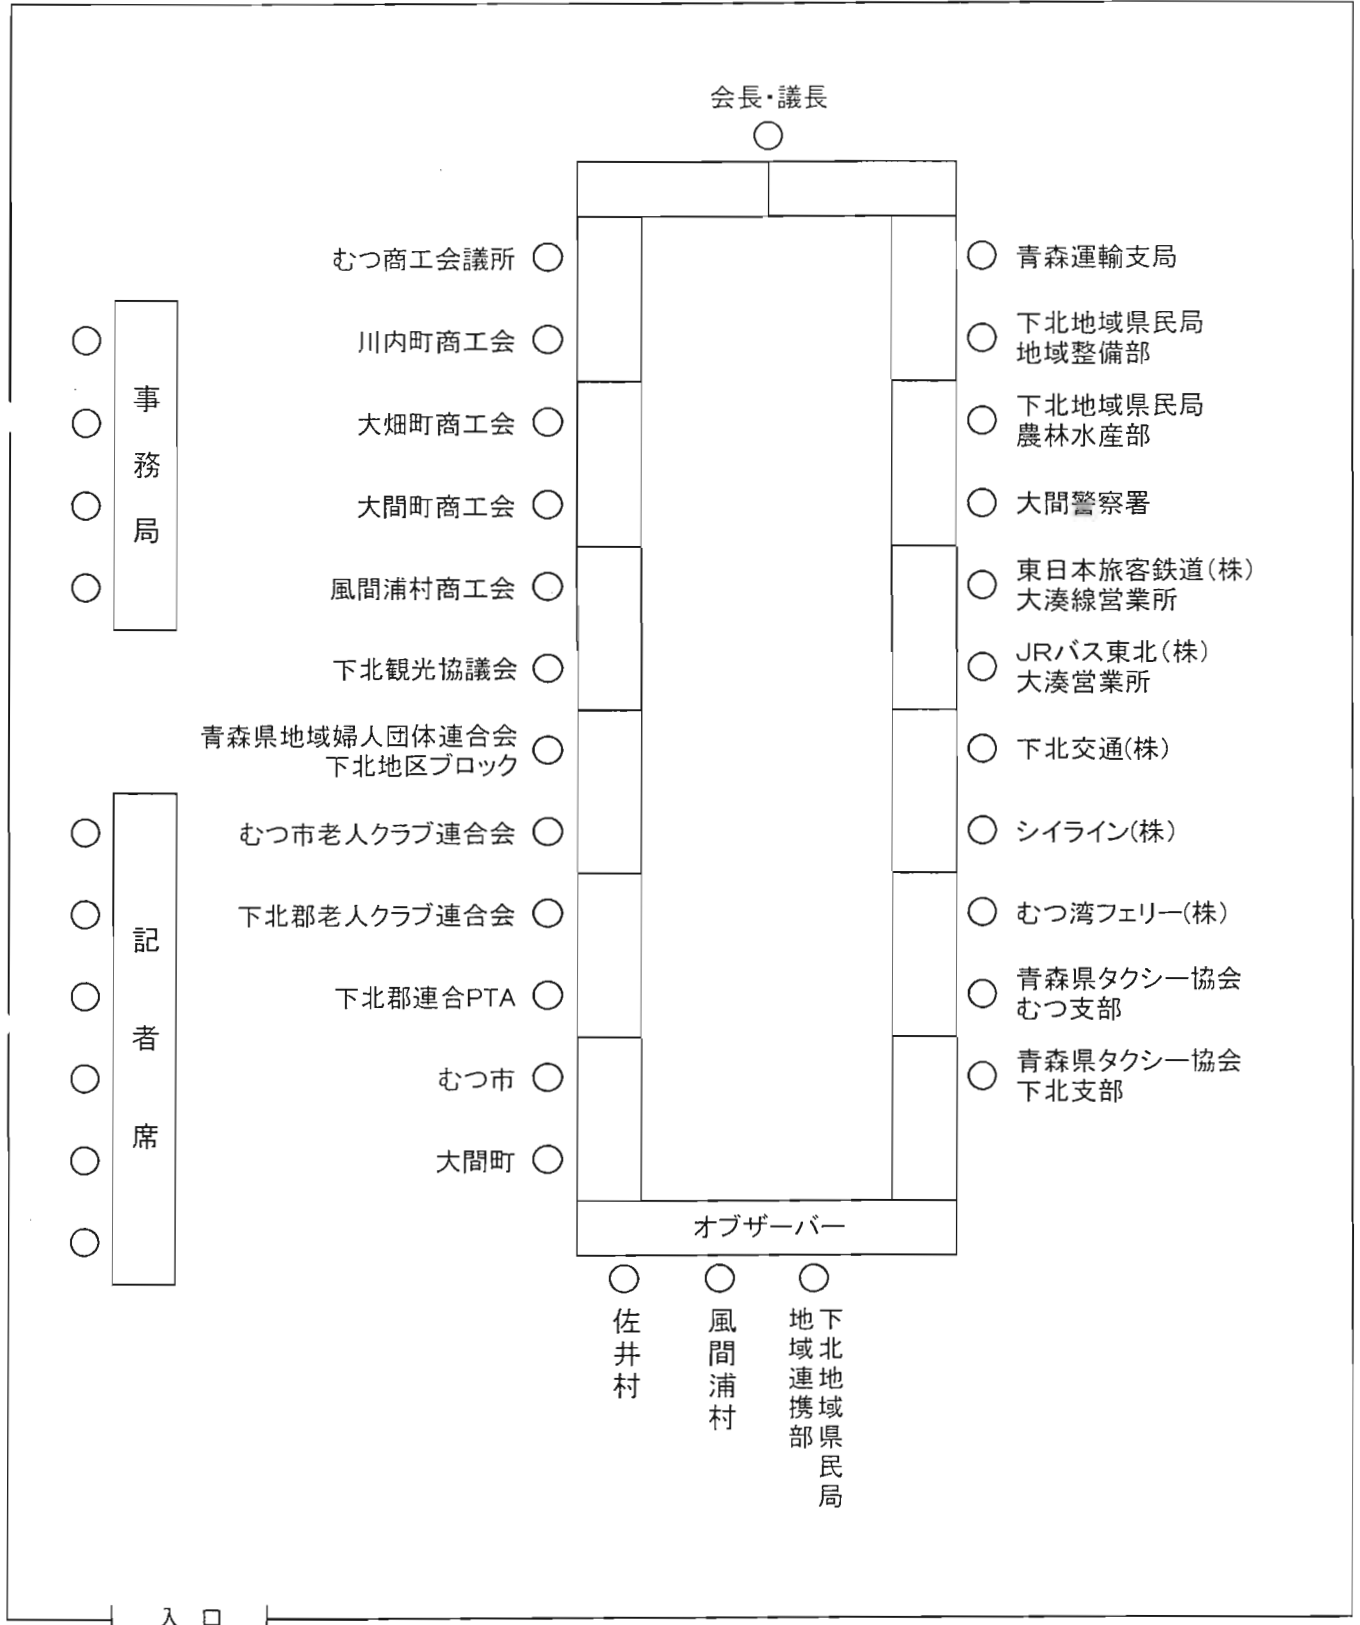 会長・議長
むつ商工会議所
川内町商工会
大畑町商工会
大間町商工会
風間浦村商工会
下北観光協議会
青森県地域婦人団体連合会
下北地区ブロック
むつ市老人クラブ連合会
下北郡老人クラブ連合会
下北郡連合PTA
むつ市
大間町
青森運輸支局
下北地域県民局
地域整備部
下北地域県民局
農林水産部
大間警察署
東日本旅客鉄道(株)
大湊線営業所
JRバス東北(株)
大湊営業所
下北交通(株)
シイライン(株)
むつ湾フェリー(株)
青森県タクシー協会
むつ支部
青森県タクシー協会
下北支部
事務局
記者席
オブザーバー
佐井村
風間浦村
下北地域県民局
地域連携部
入口